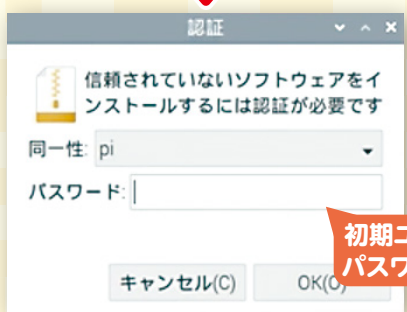 認証
信頼されていないソフトウェアをイ
ンストールするには認証が必要です
同一性: pi
パスワード:
初期
パスワ
キャンセル(C)
OK(O)